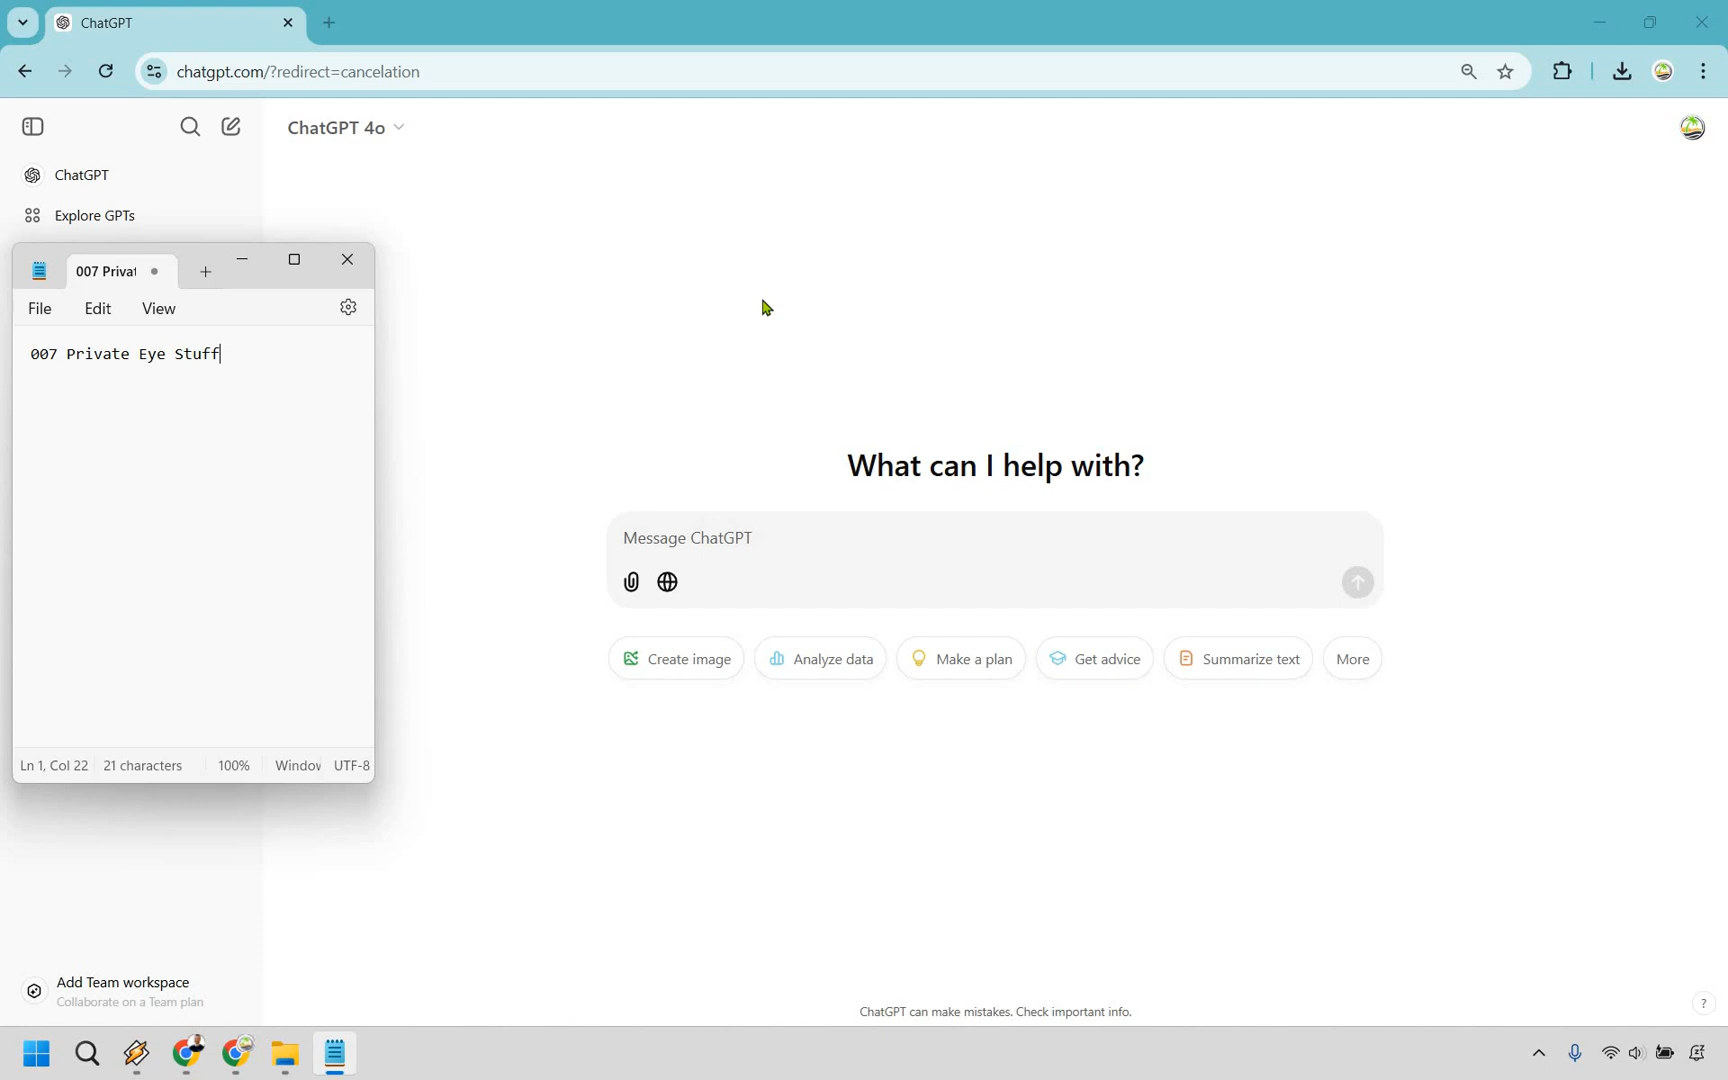 ChatGPT
chatgpt.com/?redirect=cancelation
ChatGPT 4o
ChatGPT
Explore GPTs
007 Privat
File Edit View
007 Private Eye Stuff
Ln 1, Col 22 21 characters 100% Window UTF-8
What can I help with?
Message ChatGPT
Create image Analyze data Make a plan Get advice Summarize text More
Add Team workspace
Collaborate on a Team plan
ChatGPT can make mistakes. Check important info.
?